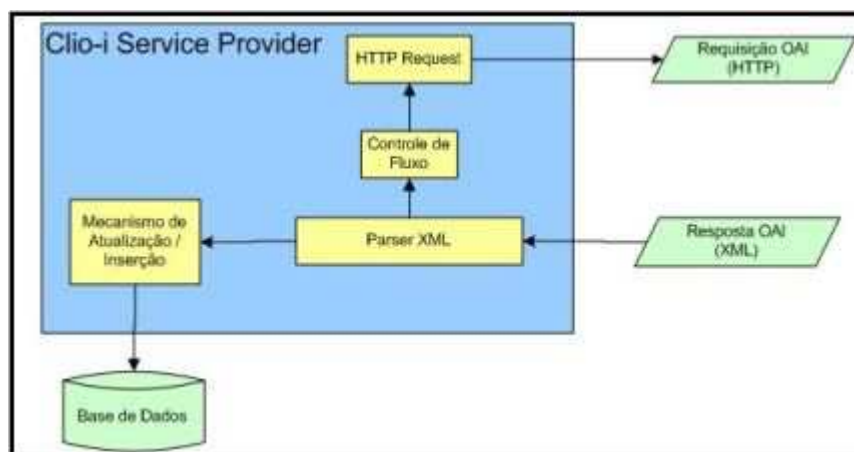 Clio-i Service Provider
HTTP Request
Requisição OAI
(HTTP)
Controle de
Fluxo
Mecanismo de
Atualização /
Inserção
Parser XML
Resposta OAI
(XML)
Base de Dados